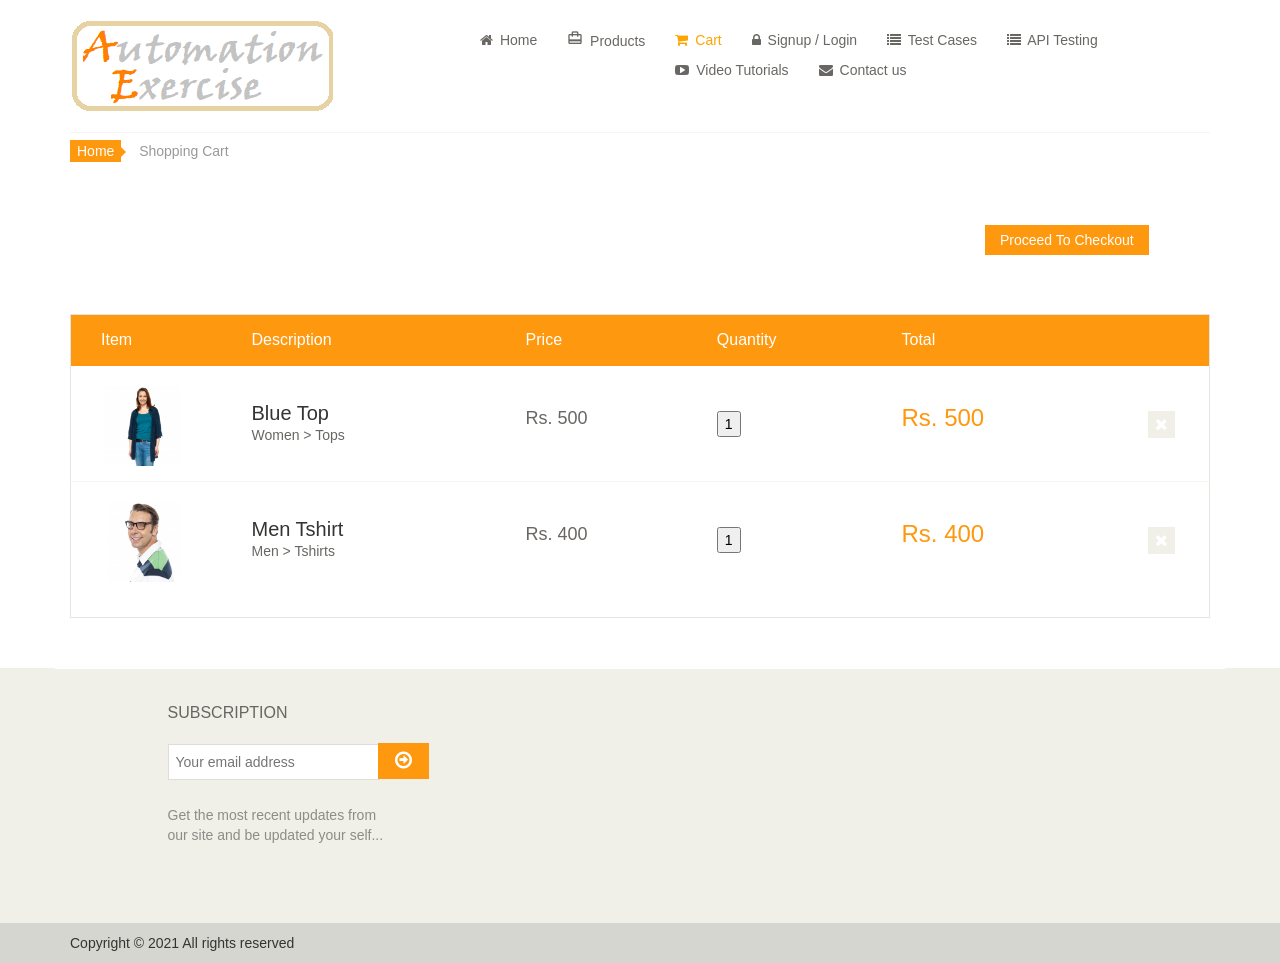 Automation
Exercise
Home
Products
Cart
Signup / Login
Test Cases
API Testing
Video Tutorials
Contact us
Home
Shopping Cart
Proceed To Checkout
Item Description Price Quantity Total
Blue Top
Women > Tops
Rs. 500
1
Rs. 500
Men Tshirt
Men > Tshirts
Rs. 400
1
Rs. 400
SUBSCRIPTION
Your email address
Get the most recent updates from
our site and be updated your self...
Copyright © 2021 All rights reserved